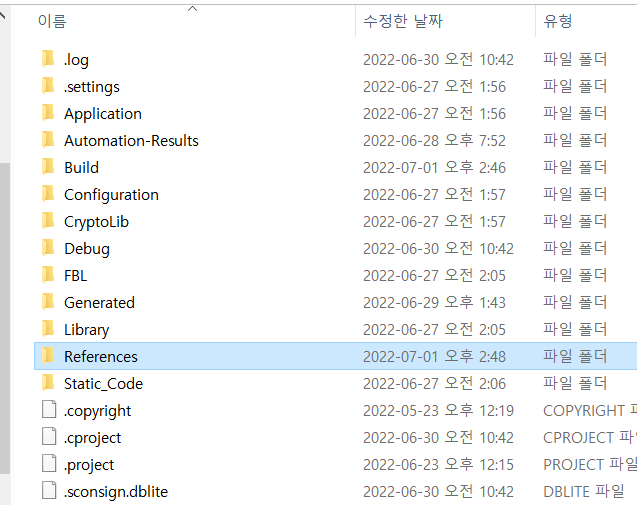 이름 수정한 날짜 유형
.log 2022-06-30 오전 10:42 파일 폴더
.settings 2022-06-27 오전 1:56 파일 폴더
Application 2022-06-27 오전 1:56 파일 폴더
Automation-Results 2022-06-28 오후 7:52 파일 폴더
Build 2022-07-01 오후 2:46 파일 폴더
Configuration 2022-06-27 오전 1:57 파일 폴더
CryptoLib 2022-06-27 오전 1:57 파일 폴더
Debug 2022-06-30 오전 10:42 파일 폴더
FBL 2022-06-27 오전 2:05 파일 폴더
Generated 2022-06-29 오후 1:43 파일 폴더
Library 2022-06-27 오전 2:05 파일 폴더
References 2022-07-01 오후 2:48 파일 폴더
Static_Code 2022-06-27 오전 2:06 파일 폴더
.copyright 2022-05-23 오후 12:19 COPYRIGHT 파
.cproject 2022-06-30 오전 10:42 CPROJECT 파일
.project 2022-06-23 오후 12:15 PROJECT 파일
.sconsign.dblite 2022-06-30 오전 10:42 DBLITE 파일